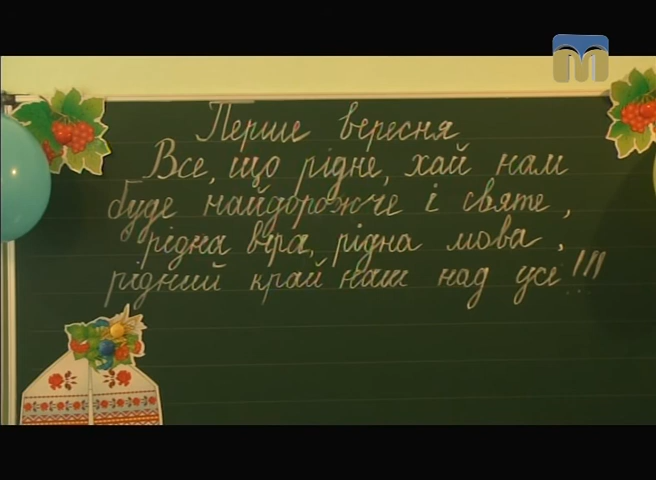 Перше вересня
Все, що рідне, хай нам
буде найдорожче і святе,
рідна віра, рідна мова,
рідний край наш над усе!!!